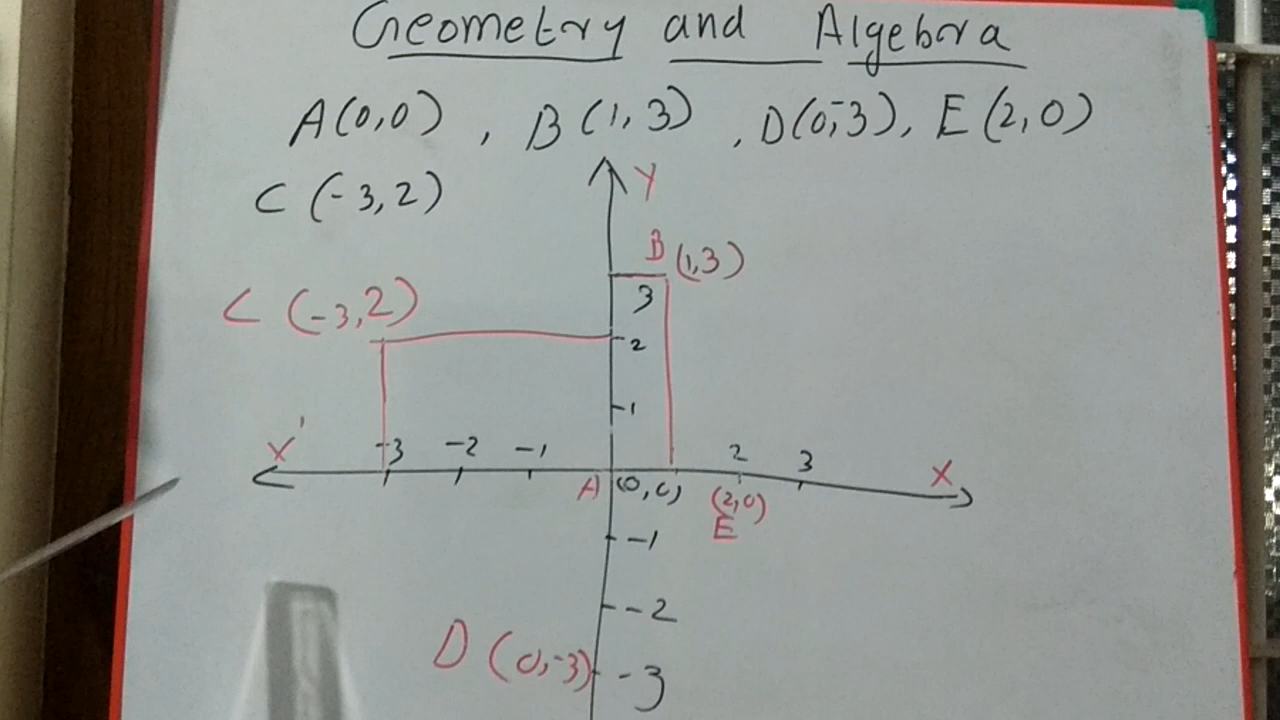 Geometry and Algebra
A(0,0), B(1,3), D(0,-3), E(2,0)
C(-3,2)
Y
B(1,3)
C(-3,2)
3
2
1
X' -3 -2 -1 2 3 X
A (0,0) (2,0)
E
-1
-2
D(0,-3) -3